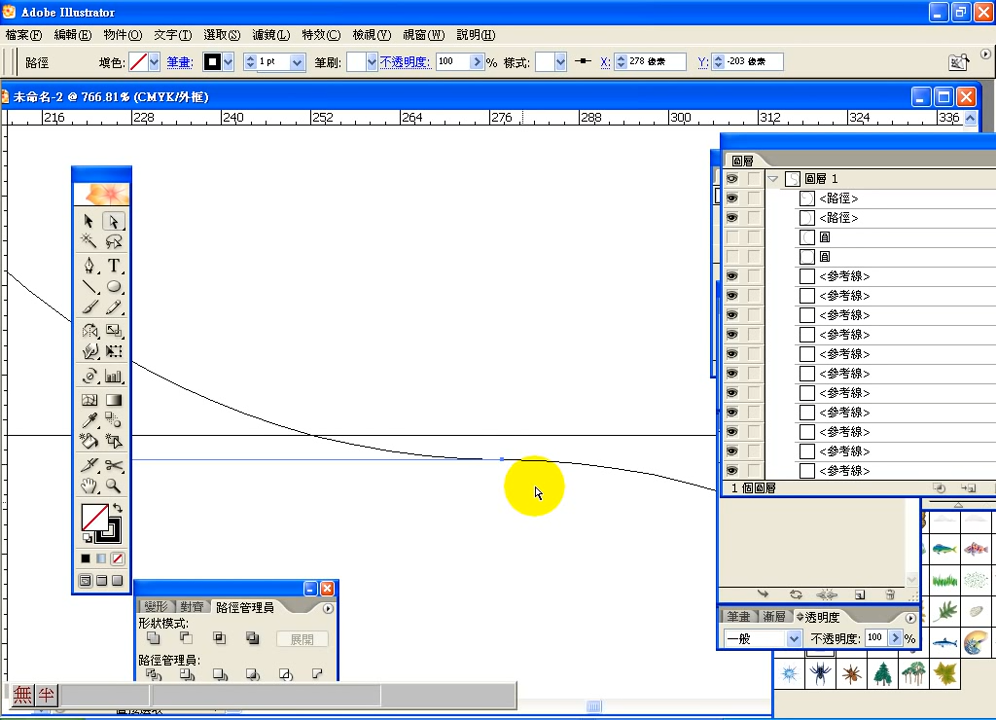 Adobe Illustrator
檔案(F) 編輯(E) 物件(O) 文字(T) 選取(S) 濾鏡(L) 特效(C) 檢視(Y) 視窗(W) 說明(H)
路徑 填色: 筆畫: 1 pt 筆刷: 不透明度: 100 > % 樣式: X: 278 像素 Y: -203 像素
未命名-2 @ 766.81% (CMYK/外框)
216 228 240 252 264 276 288 300 312 324 336
圖層
圖層 1
<路徑>
<路徑>
圓
圓
<參考線>
<參考線>
<參考線>
<參考線>
<參考線>
<參考線>
<參考線>
<參考線>
<參考線>
<參考線>
<參考線>
1 個圖層
變形 對齊 路徑管理員
形狀模式:
展開
路徑管理員:
筆畫 漸層 透明度
一般 不透明度: 100 > %
無 半
直接選取